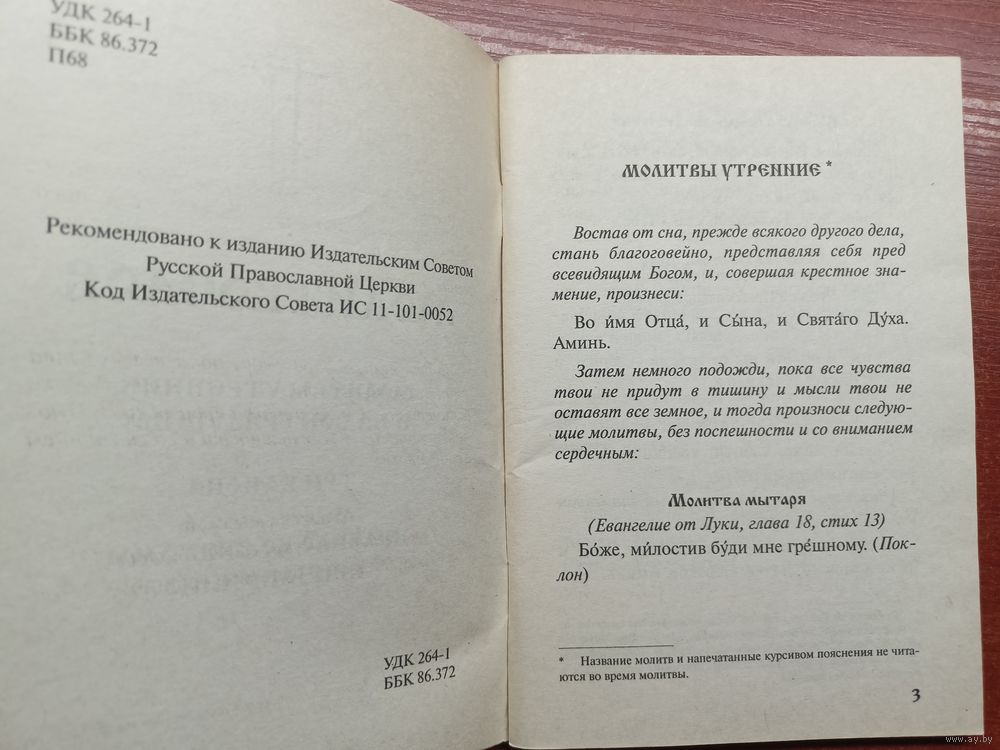 УДК 264-1
ББК 86.372
П68
Рекомендовано к изданию Издательским Советом
Русской Православной Церкви
Код Издательского Совета ИС 11-101-0052
УДК 264-1
ББК 86.372
МОЛИТВЫ УТРЕННИЕ *
Востав от сна, прежде всякого другого дела,
стань благоговейно, представляя себя пред
всевидящим Богом, и, совершая крестное зна-
мение, произнеси:
Во и́мя Отца́, и Сы́на, и Свята́го Ду́ха.
Аминь.
Затем немного подожди, пока все чувства
твои не придут в тишину и мысли твои не
оставят все земное, и тогда произноси следую-
щие молитвы, без поспешности и со вниманием
сердечным:
Молитва мытаря
(Евангелие от Луки, глава 18, стих 13)
Бо́же, ми́лостив бу́ди мне гре́шному. (Пок-
лон)
* Название молитв и напечатанные курсивом пояснения не чита-
ются во время молитвы.
3
www.ay.by